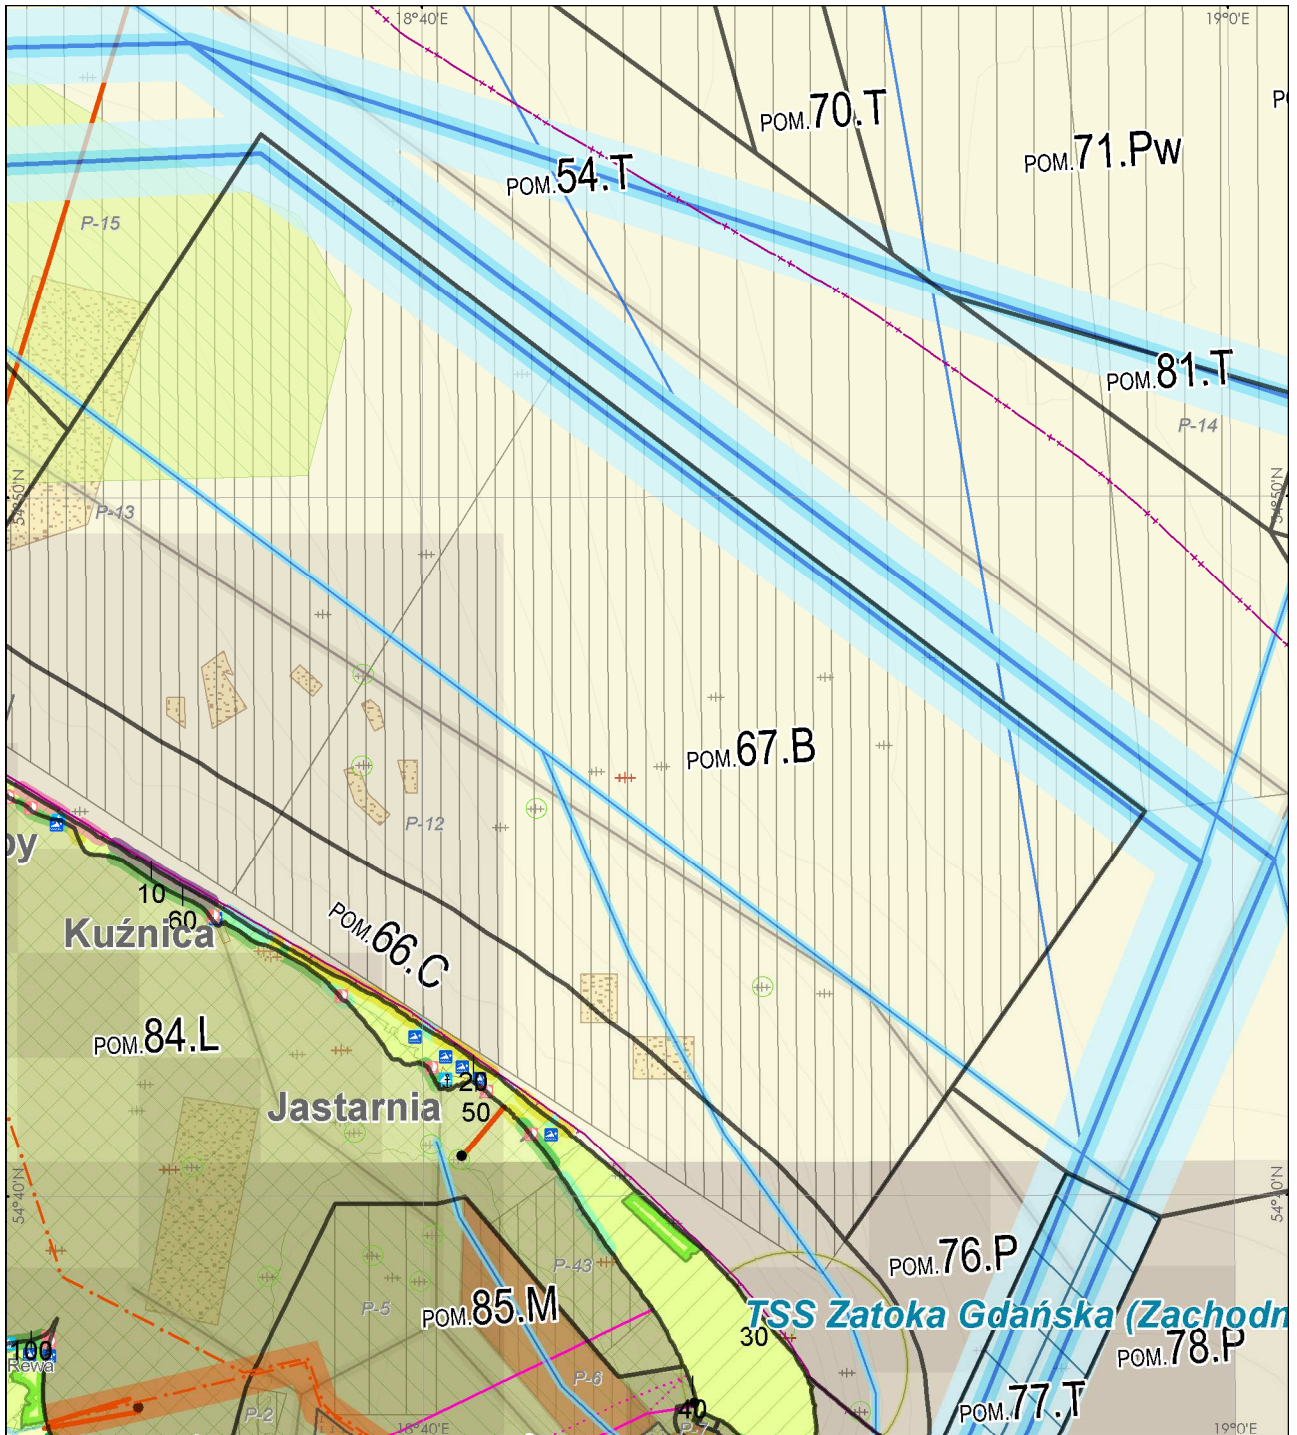 18°40'E
19°0'E
POM.70.T
POM.71.Pw
POM.54.T
P-15
POM.81.T
P-14
54°50'N
54°50'N
P-13
POM.67.B
P-12
10
60
Kuźnica
POM.66.C
POM.84.L
20
50
Jastarnia
54°40'N
54°40'N
POM.76.P
P-43
P-5
POM.85.M
TSS Zatoka Gdańska (Zachodn
30
POM.78.P
100
Rewa
P-6
POM.77.T
40
P-2
P-7
18°40'E
19°0'E